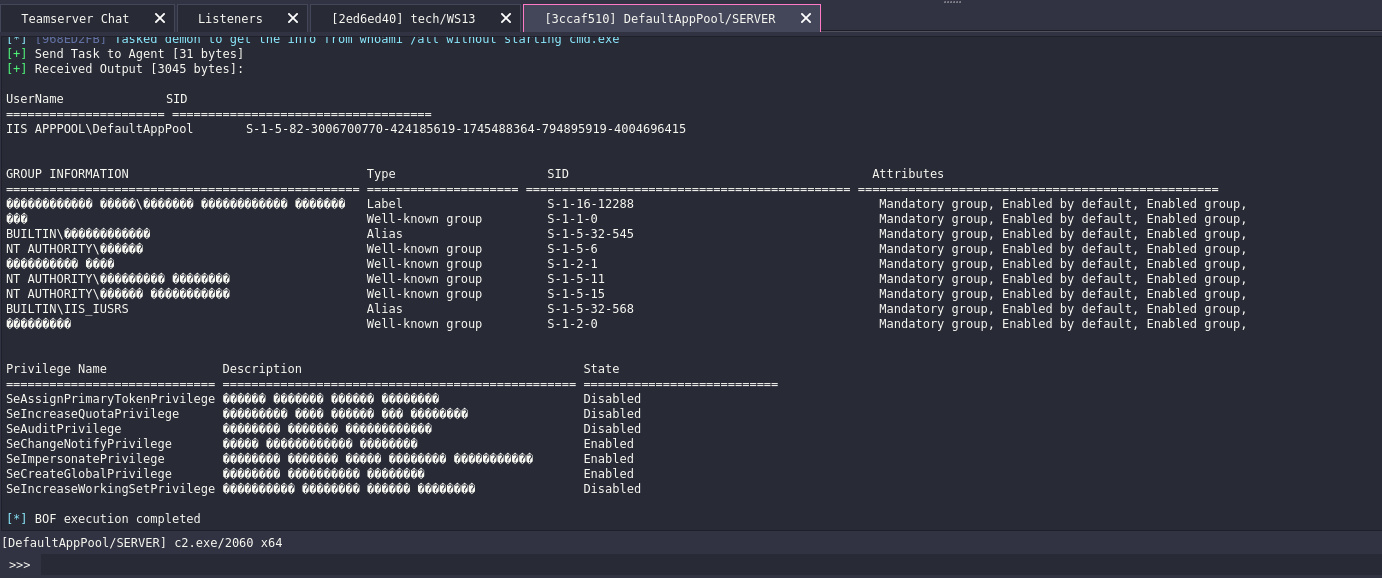 Teamserver Chat ✕ Listeners ✕ [2ed6ed40] tech/WS13 ✕ [3ccaf510] DefaultAppPool/SERVER ✕
[*] [968ED2FB] Tasked demon to get the info from whoami /all without starting cmd.exe
[+] Send Task to Agent [31 bytes]
[+] Received Output [3045 bytes]:
UserName SID
====================== ====================================
IIS APPPOOL\DefaultAppPool S-1-5-82-3006700770-424185619-1745488364-794895919-4004696415
GROUP INFORMATION Type SID Attributes
================================================= ===================== ============================================= ==================================================
������������ �����\������� ������������ ������� Label S-1-16-12288 Mandatory group, Enabled by default, Enabled group,
��� Well-known group S-1-1-0 Mandatory group, Enabled by default, Enabled group,
BUILTIN\������������ Alias S-1-5-32-545 Mandatory group, Enabled by default, Enabled group,
NT AUTHORITY\������ Well-known group S-1-5-6 Mandatory group, Enabled by default, Enabled group,
���������� ���� Well-known group S-1-2-1 Mandatory group, Enabled by default, Enabled group,
NT AUTHORITY\��������� �������� Well-known group S-1-5-11 Mandatory group, Enabled by default, Enabled group,
NT AUTHORITY\������ ����������� Well-known group S-1-5-15 Mandatory group, Enabled by default, Enabled group,
BUILTIN\IIS_IUSRS Alias S-1-5-32-568 Mandatory group, Enabled by default, Enabled group,
��������� Well-known group S-1-2-0 Mandatory group, Enabled by default, Enabled group,
Privilege Name Description State
============================= ================================================= ===========================
SeAssignPrimaryTokenPrivilege ������ ������� ������ �������� Disabled
SeIncreaseQuotaPrivilege ��������� ���� ������ ��� �������� Disabled
SeAuditPrivilege �������� ������� ������������ Disabled
SeChangeNotifyPrivilege ����� ������������ �������� Enabled
SeImpersonatePrivilege �������� ������� ����� �������� ����������� Enabled
SeCreateGlobalPrivilege �������� ���������� �������� Enabled
SeIncreaseWorkingSetPrivilege ���������� �������� ������ �������� Disabled
[*] BOF execution completed
[DefaultAppPool/SERVER] c2.exe/2060 x64
>>>